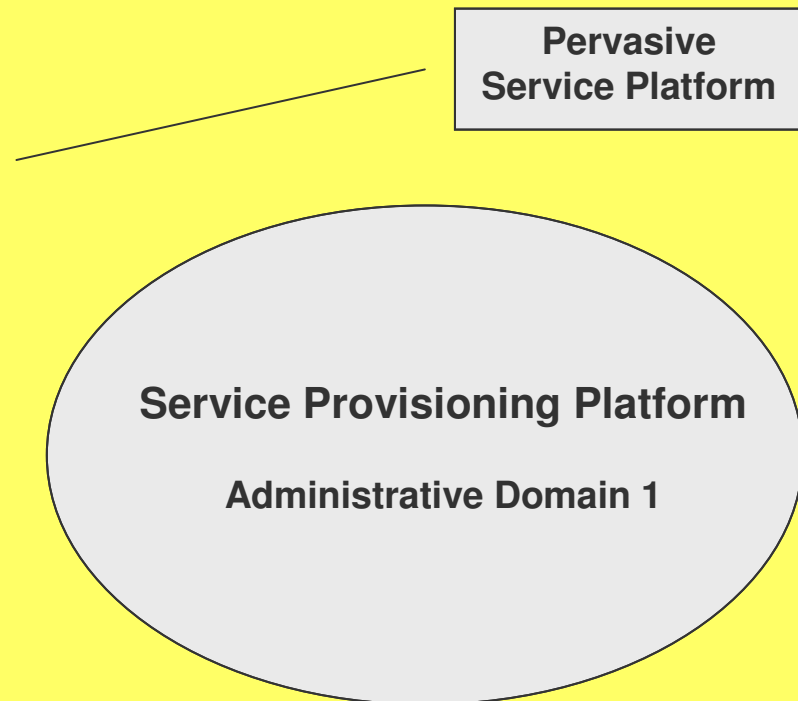 Pervasive
Service Platform
Service Provisioning Platform
Administrative Domain 1